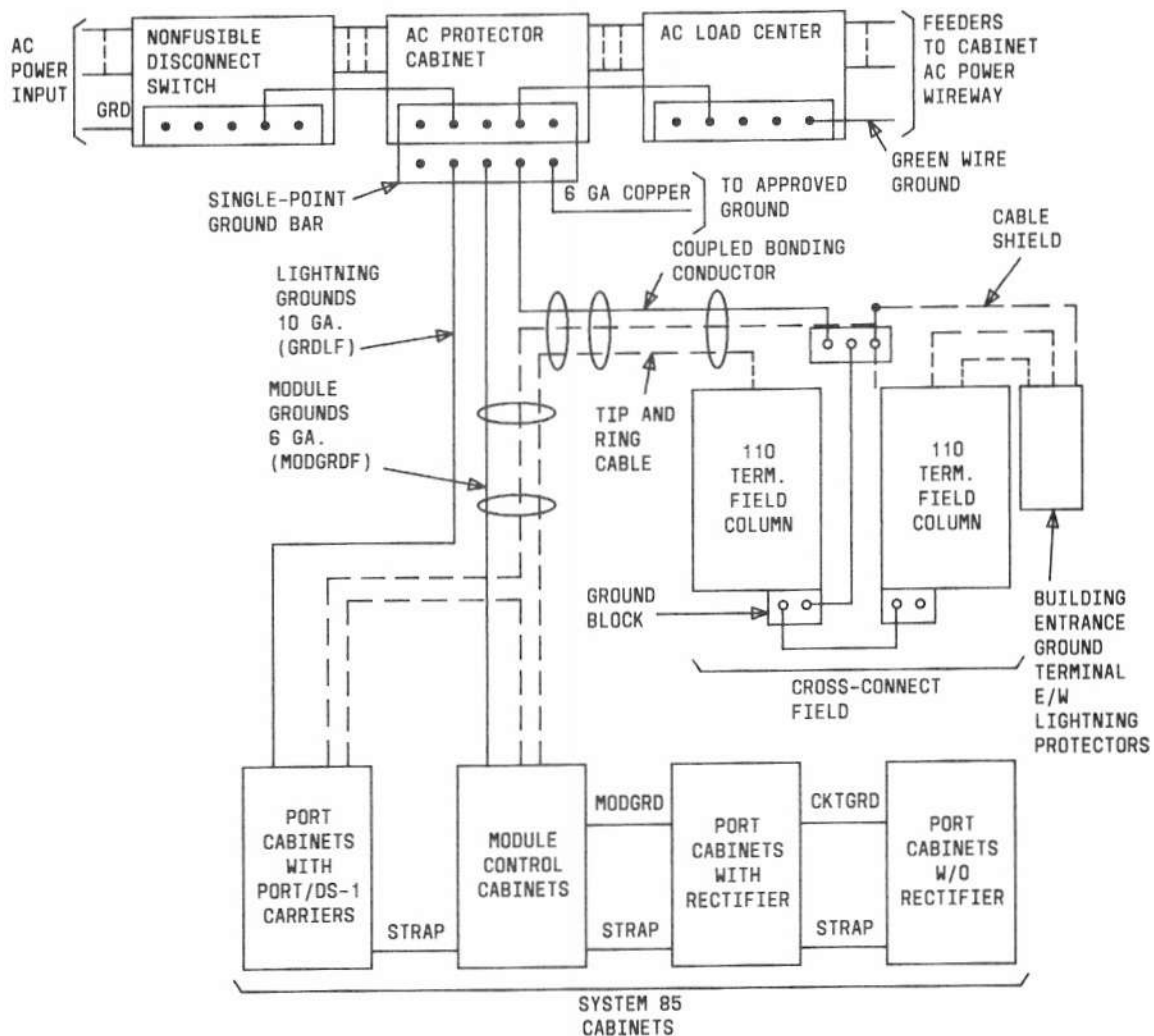 AC
POWER
INPUT
GRD
NONFUSIBLE
DISCONNECT
SWITCH
AC PROTECTOR
CABINET
AC LOAD CENTER
FEEDERS
TO CABINET
AC POWER
WIREWAY
GREEN WIRE
GROUND
SINGLE-POINT
GROUND BAR
6 GA COPPER
TO APPROVED
GROUND
CABLE
SHIELD
COUPLED BONDING
CONDUCTOR
LIGHTNING
GROUNDS
10 GA.
(GRDLF)
MODULE
GROUNDS
6 GA.
(MODGRDF)
TIP AND
RING
CABLE
110
TERM.
FIELD
COLUMN
110
TERM.
FIELD
COLUMN
GROUND
BLOCK
BUILDING
ENTRANCE
GROUND
TERMINAL
E/W
LIGHTNING
PROTECTORS
CROSS-CONNECT
FIELD
PORT
CABINETS
WITH
PORT/DS-1
CARRIERS
STRAP
MODULE
CONTROL
CABINETS
MODGRD
STRAP
PORT
CABINETS
WITH
RECTIFIER
CKTGRD
STRAP
PORT
CABINETS
W/O
RECTIFIER
SYSTEM 85
CABINETS